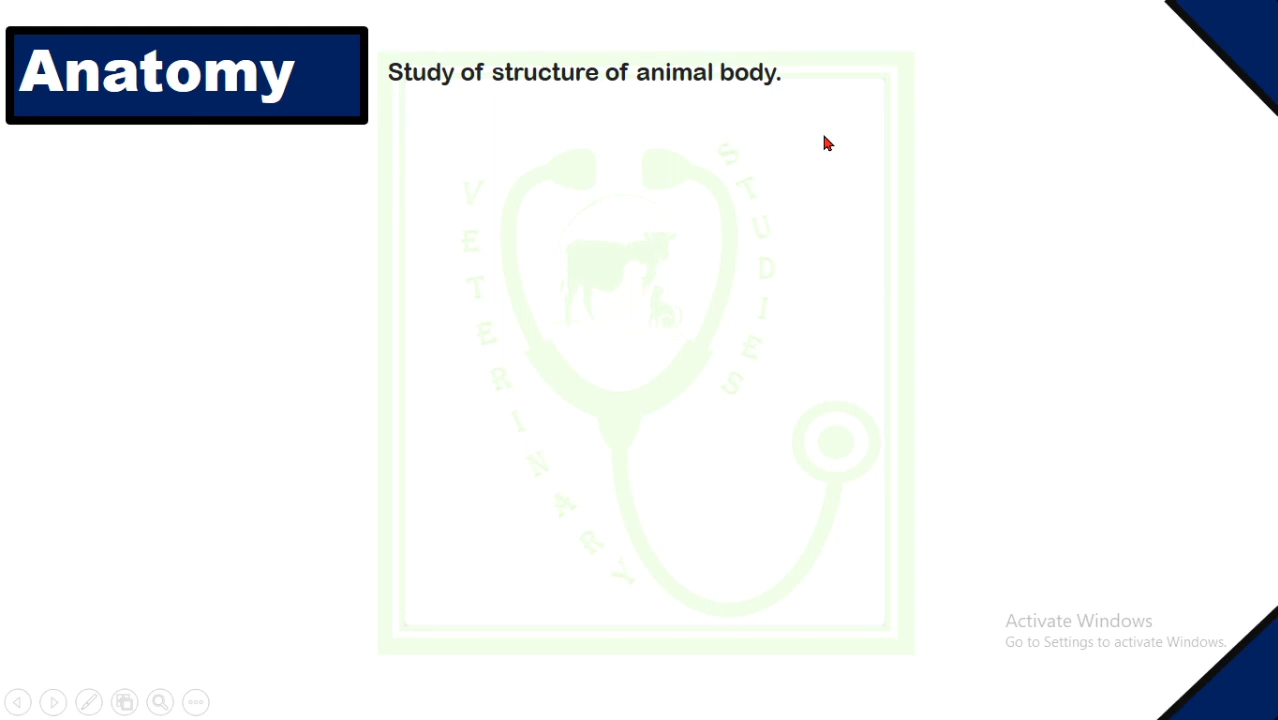 Anatomy
Study of structure of animal body.
VETERINARY
STUDIES
Activate Windows
Go to Settings to activate Windows.